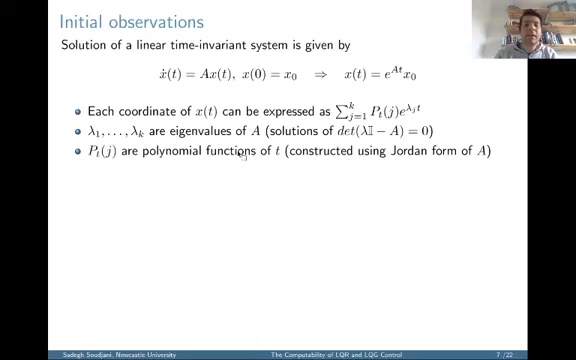 Initial observations
Solution of a linear time-invariant system is given by
ẋ(t) = Ax(t), x(0) = x₀ ⇒ x(t) = e^{At}x₀
Each coordinate of x(t) can be expressed as ∑_{j=1}^{k} P_t(j)e^{λ_j t}
λ₁, . . . , λ_k are eigenvalues of A (solutions of det(λ𝕀 − A) = 0)
P_t(j) are polynomial functions of t (constructed using Jordan form of A)
Sadegh Soudjani, Newcastle University The Computability of LQR and LQG Control 7 /22